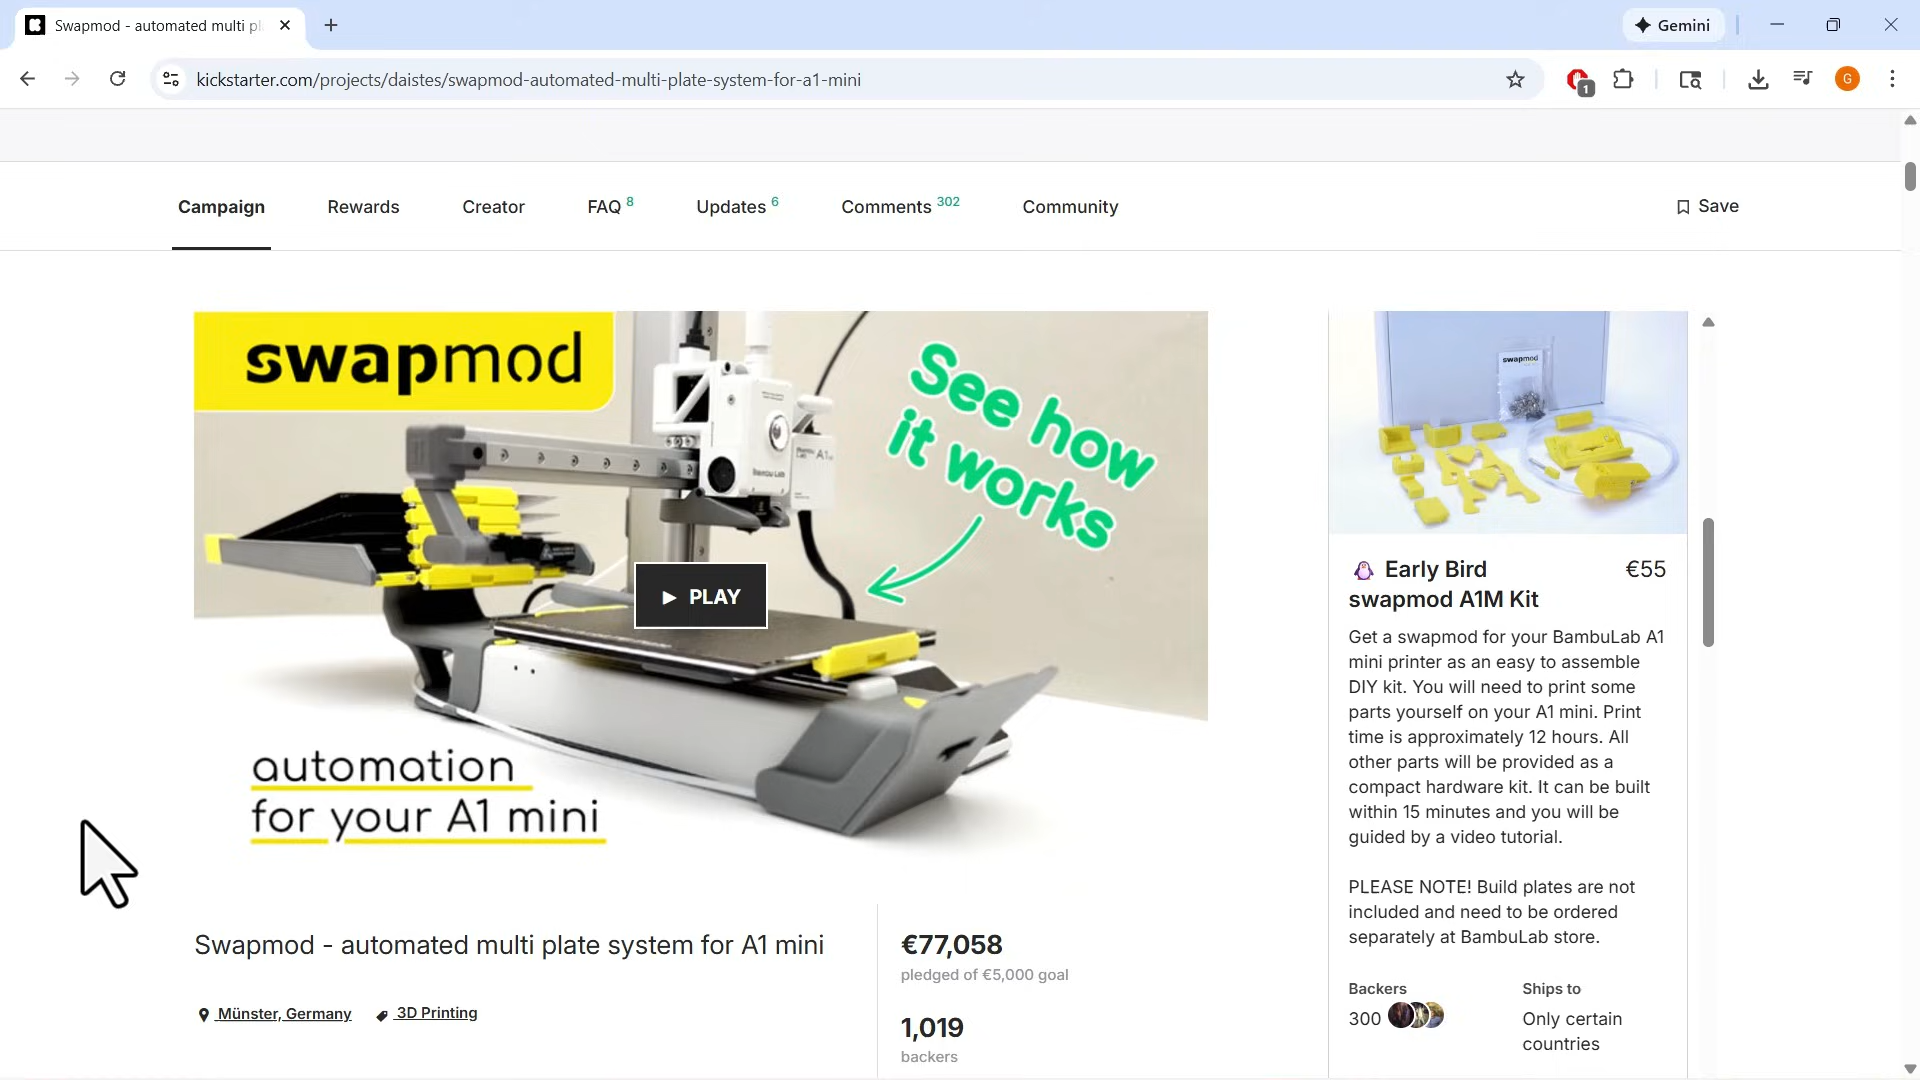 Swapmod - automated multi pl
Gemini
kickstarter.com/projects/daistes/swapmod-automated-multi-plate-system-for-a1-mini
1
G
Campaign
Rewards
Creator
FAQ 8
Updates 6
Comments 302
Community
Save
swapmod
See how
it works
PLAY
automation
for your A1 mini
Swapmod - automated multi plate system for A1 mini
Münster, Germany
3D Printing
€77,058
pledged of €5,000 goal
1,019
backers
swapmod
Early Bird
swapmod A1M Kit
€55
Get a swapmod for your BambuLab A1
mini printer as an easy to assemble
DIY kit. You will need to print some
parts yourself on your A1 mini. Print
time is approximately 12 hours. All
other parts will be provided as a
compact hardware kit. It can be built
within 15 minutes and you will be
guided by a video tutorial.
PLEASE NOTE! Build plates are not
included and need to be ordered
separately at BambuLab store.
Backers
300
Ships to
Only certain
countries